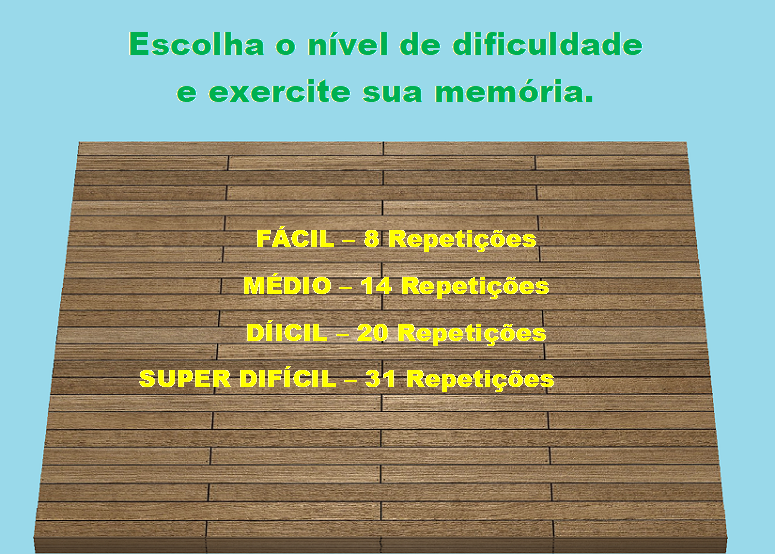 Escolha o nível de dificuldade
e exercite sua memória.
FÁCIL – 8 Repetições
MÉDIO – 14 Repetições
DÍICIL – 20 Repetições
SUPER DIFÍCIL – 31 Repetições